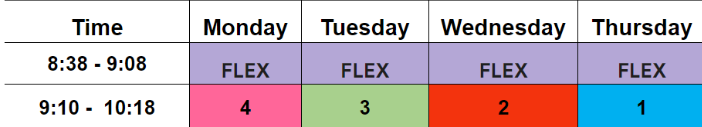 Time Monday Tuesday Wednesday Thursday
8:38 - 9:08 FLEX FLEX FLEX FLEX
9:10 - 10:18 4 3 2 1